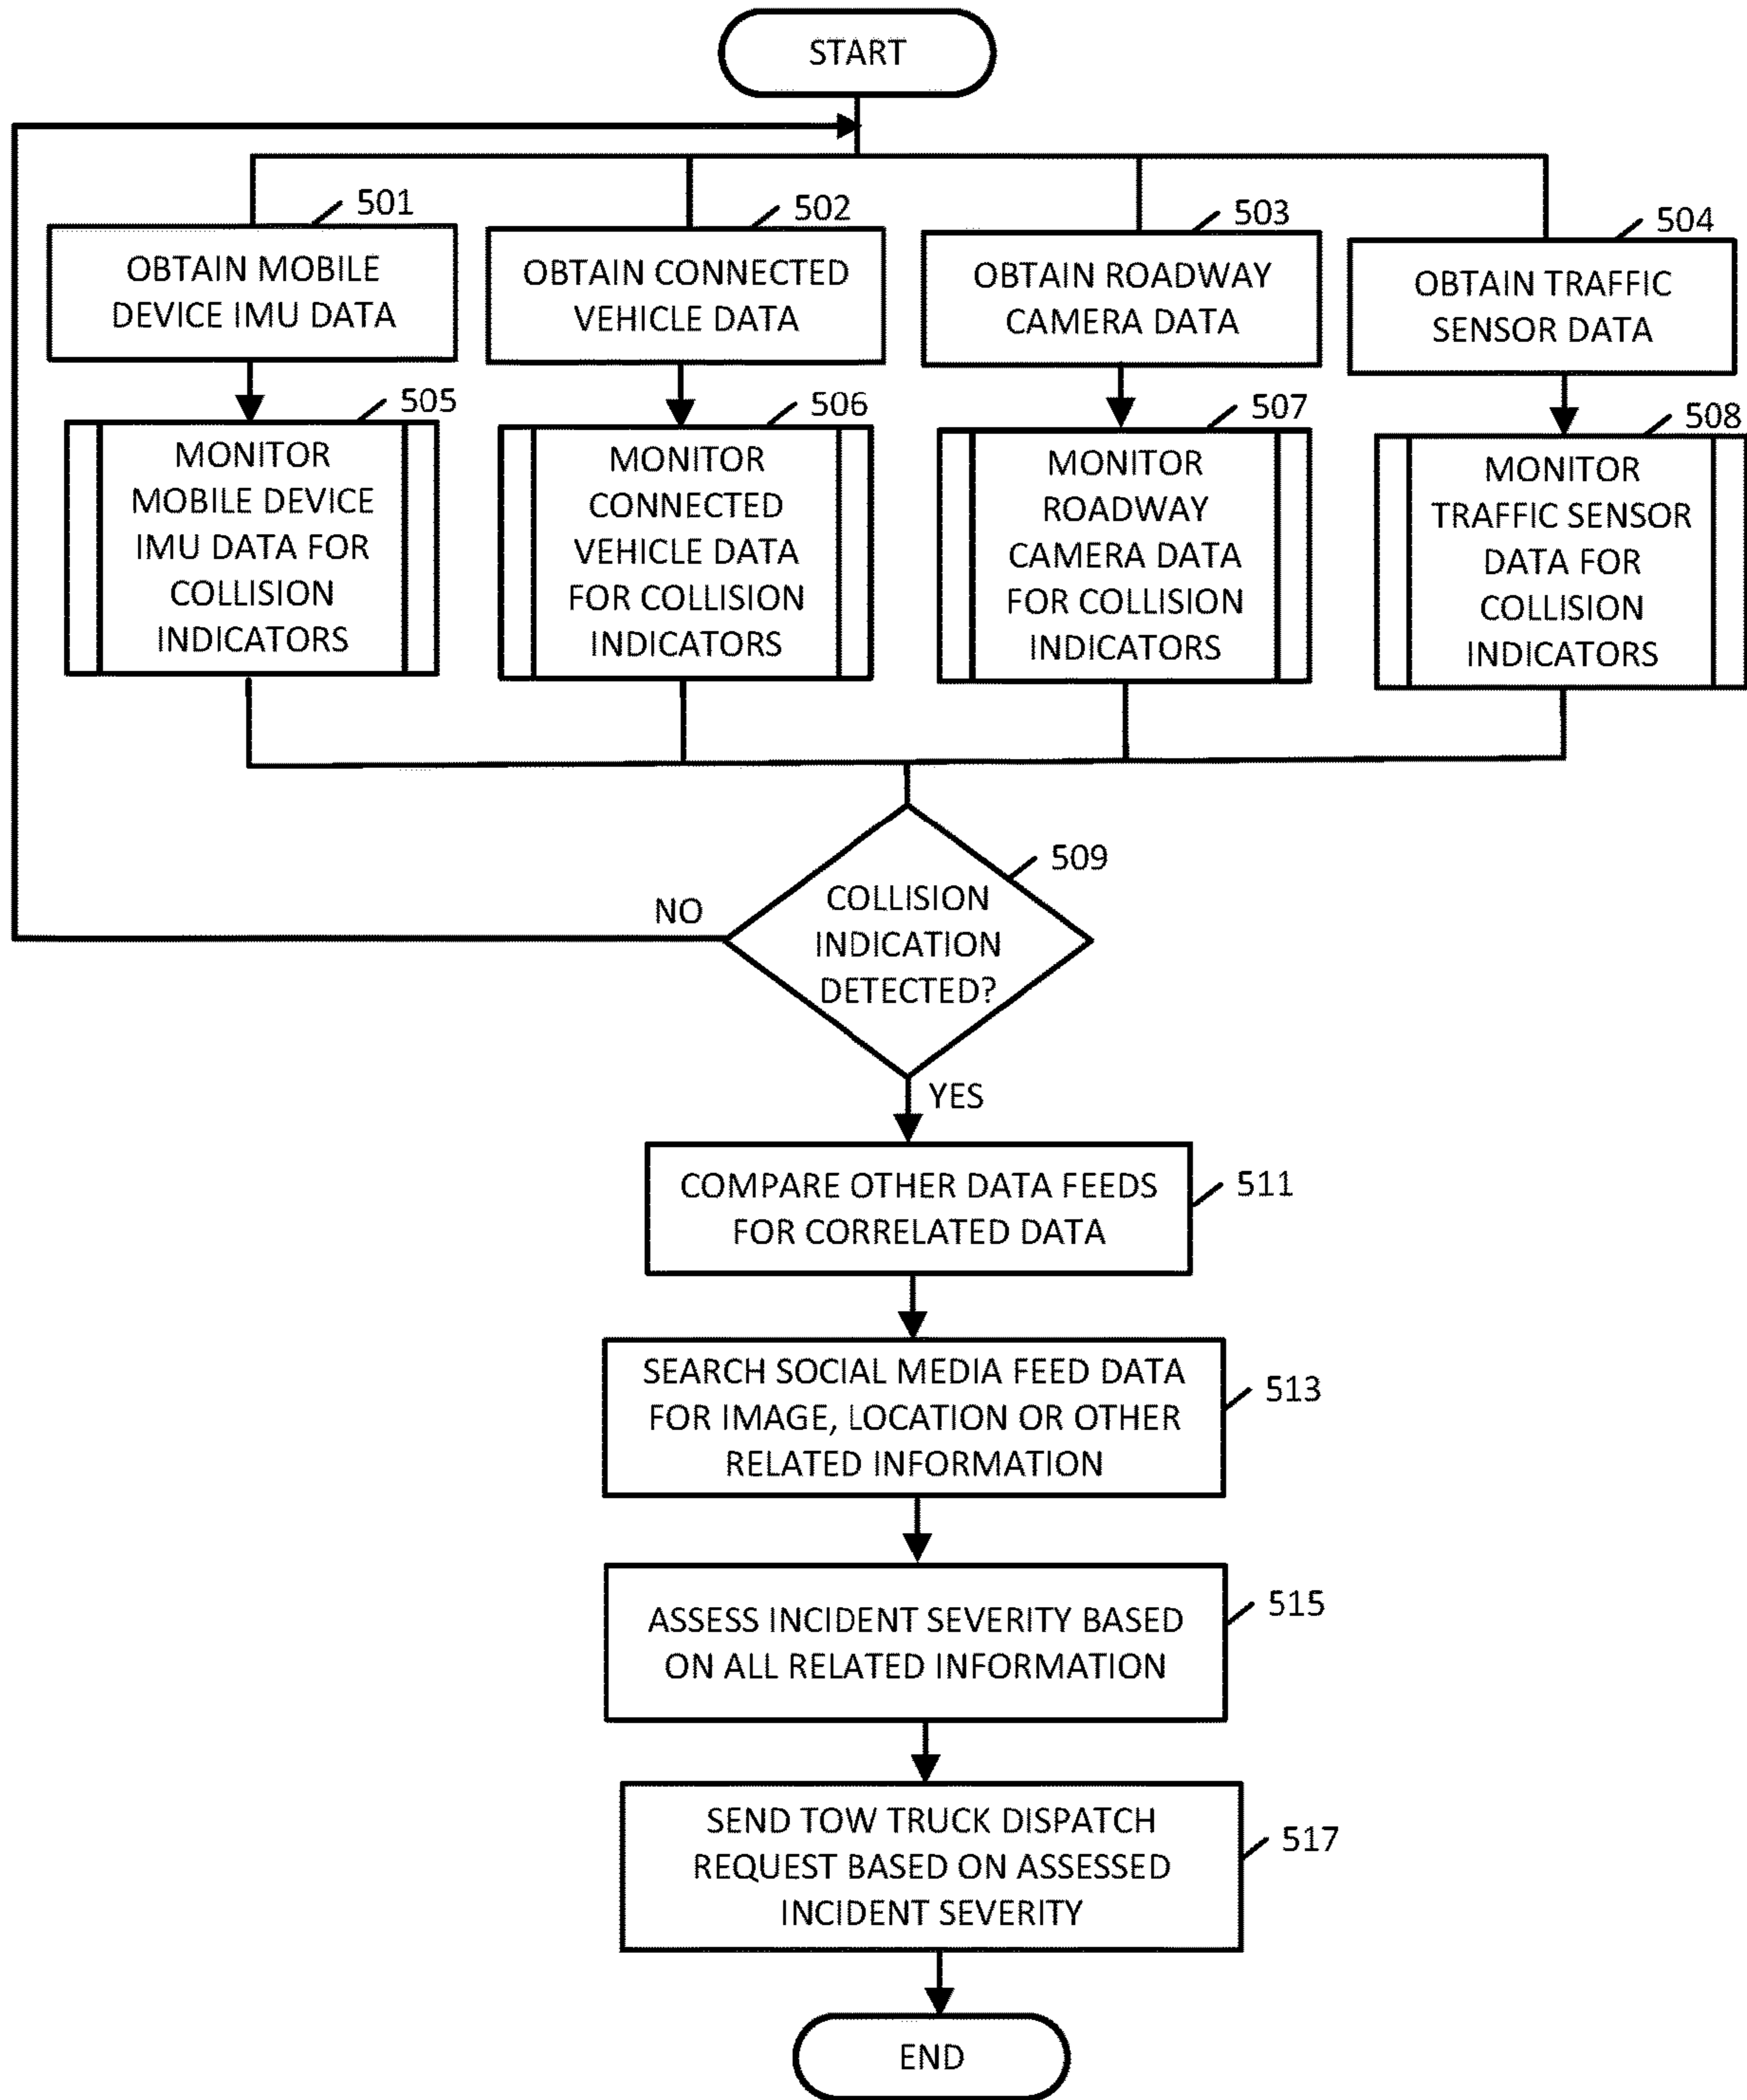 START
501
OBTAIN MOBILE
DEVICE IMU DATA
502
OBTAIN CONNECTED
VEHICLE DATA
503
OBTAIN ROADWAY
CAMERA DATA
504
OBTAIN TRAFFIC
SENSOR DATA
505
MONITOR
MOBILE DEVICE
IMU DATA FOR
COLLISION
INDICATORS
506
MONITOR
CONNECTED
VEHICLE DATA
FOR COLLISION
INDICATORS
507
MONITOR
ROADWAY
CAMERA DATA
FOR COLLISION
INDICATORS
508
MONITOR
TRAFFIC SENSOR
DATA FOR
COLLISION
INDICATORS
509
COLLISION
INDICATION
DETECTED?
NO
YES
COMPARE OTHER DATA FEEDS
FOR CORRELATED DATA
511
SEARCH SOCIAL MEDIA FEED DATA
FOR IMAGE, LOCATION OR OTHER
RELATED INFORMATION
513
ASSESS INCIDENT SEVERITY BASED
ON ALL RELATED INFORMATION
515
SEND TOW TRUCK DISPATCH
REQUEST BASED ON ASSESSED
INCIDENT SEVERITY
517
END